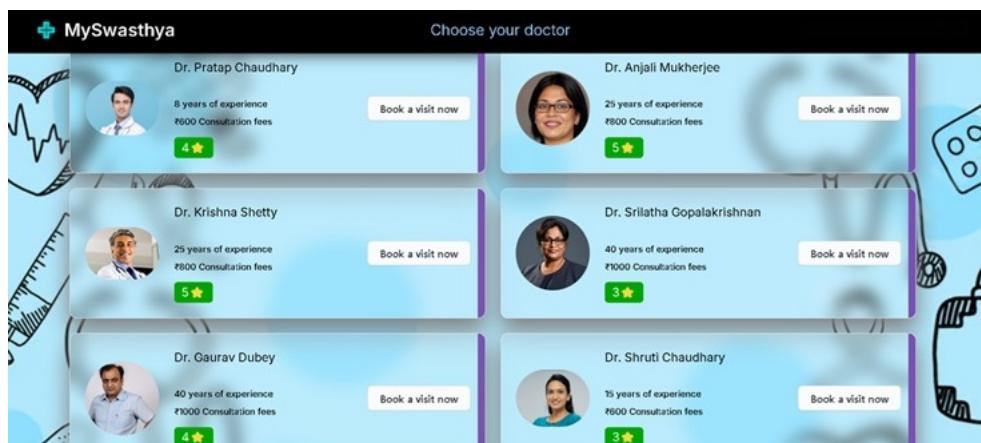 MySwasthya
Choose your doctor
Dr. Pratap Chaudhary
8 years of experience
₹600 Consultation fees
Book a visit now
4
Dr. Anjali Mukherjee
25 years of experience
₹800 Consultation fees
Book a visit now
5
Dr. Krishna Shetty
25 years of experience
₹800 Consultation fees
Book a visit now
5
Dr. Srilatha Gopalakrishnan
40 years of experience
₹1000 Consultation fees
Book a visit now
3
Dr. Gaurav Dubey
40 years of experience
₹1000 Consultation fees
Book a visit now
4
Dr. Shruti Chaudhary
15 years of experience
₹600 Consultation fees
Book a visit now
3